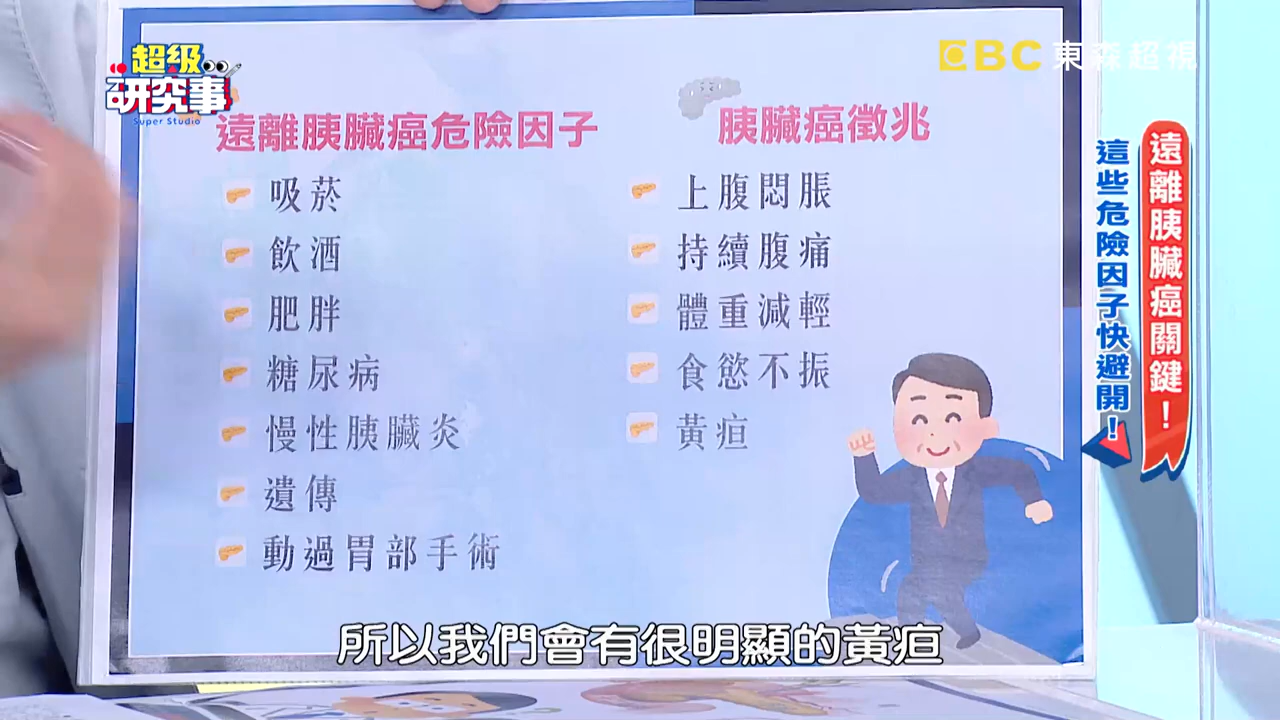 超級
研究事
Super Studio
EBC 東森超視
遠離胰臟癌危險因子
吸菸
飲酒
肥胖
糖尿病
慢性胰臟炎
遺傳
動過胃部手術
胰臟癌徵兆
上腹悶脹
持續腹痛
體重減輕
食慾不振
黃疸
遠離胰臟癌關鍵！
這些危險因子快避開！
所以我們會有很明顯的黃疸